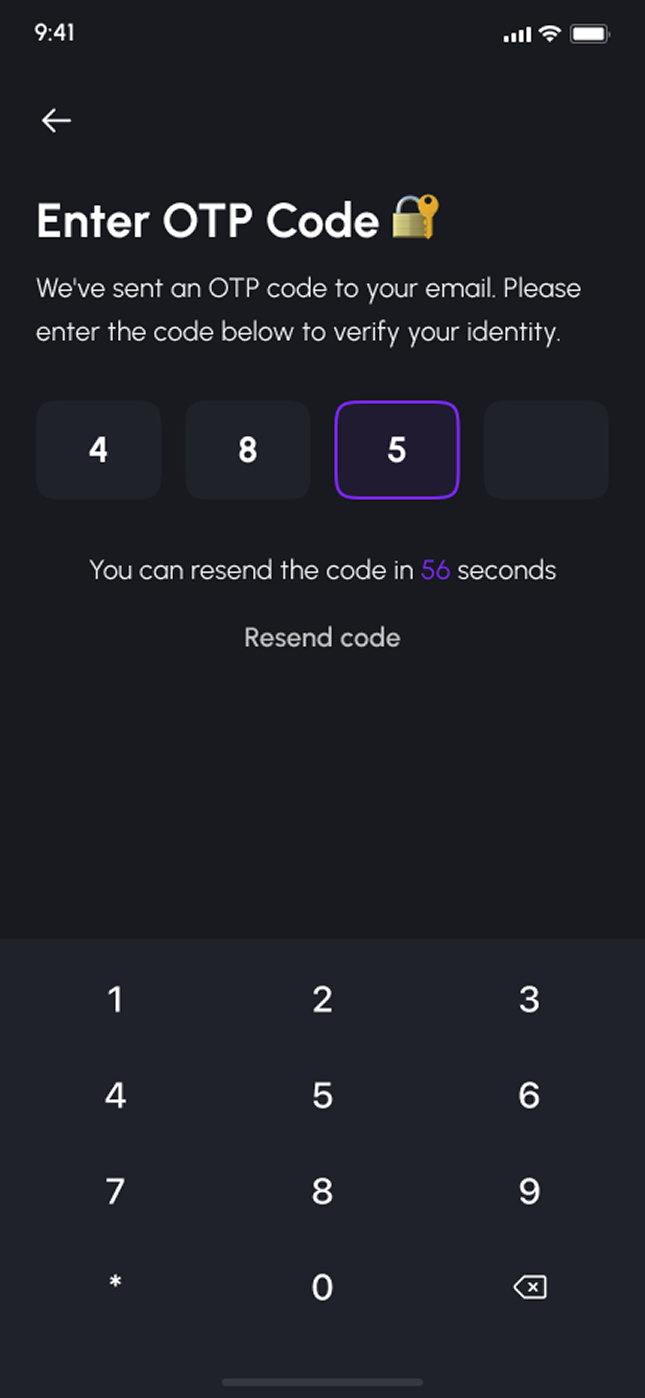 9:41
Enter OTP Code 🔐
We've sent an OTP code to your email. Please
enter the code below to verify your identity.
4 8 5
You can resend the code in 56 seconds
Resend code
1 2 3
4 5 6
7 8 9
* 0